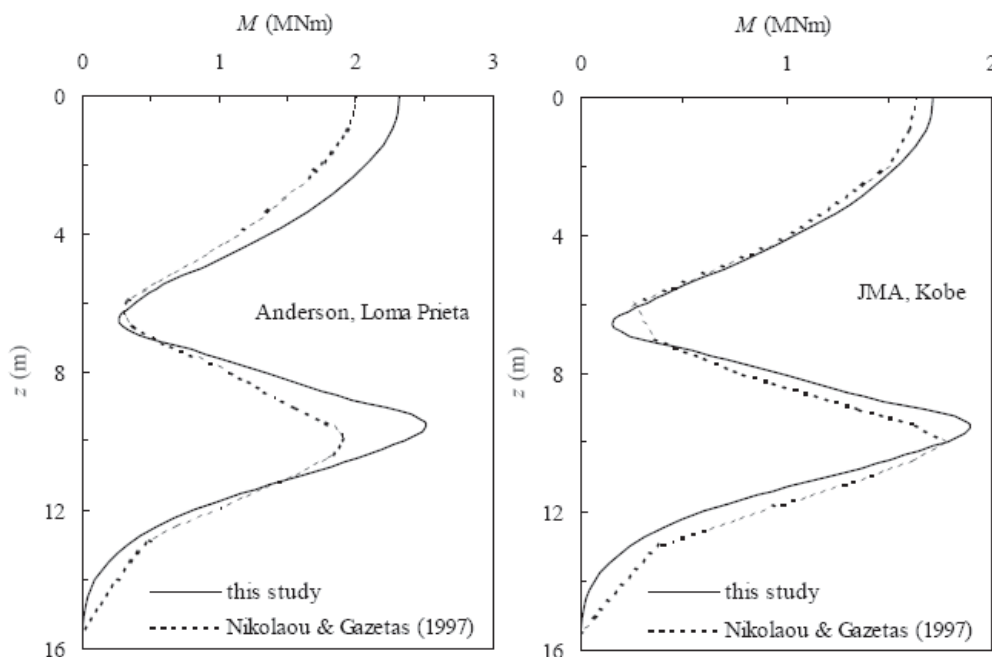 M (MNm)
0 1 2 3
0
4
8
12
16
z (m)
Anderson, Loma Prieta
this study
Nikolaou & Gazetas (1997)
M (MNm)
0 1 2
0
4
8
12
16
z (m)
JMA, Kobe
this study
Nikolaou & Gazetas (1997)